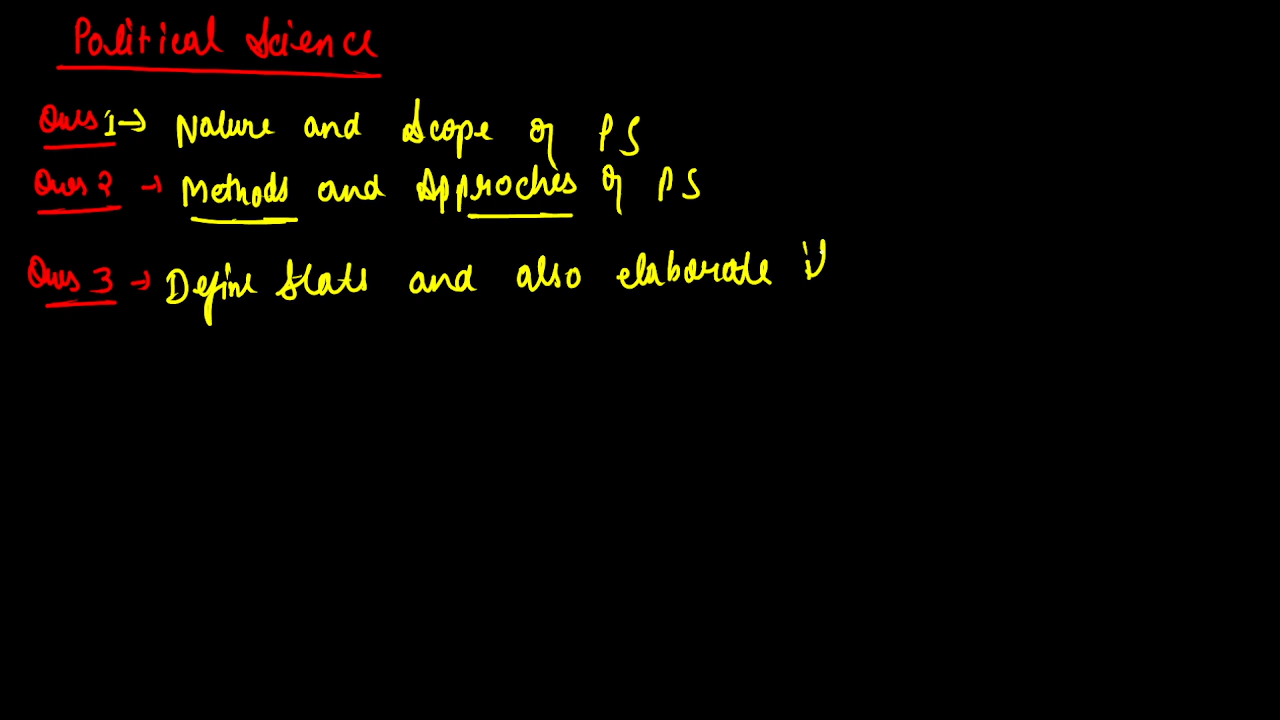 Political Science
Ques 1→ Nature and Scope of PS
Ques 2 → Methods and Approches of PS
Ques 3 → Define State and also elaborate